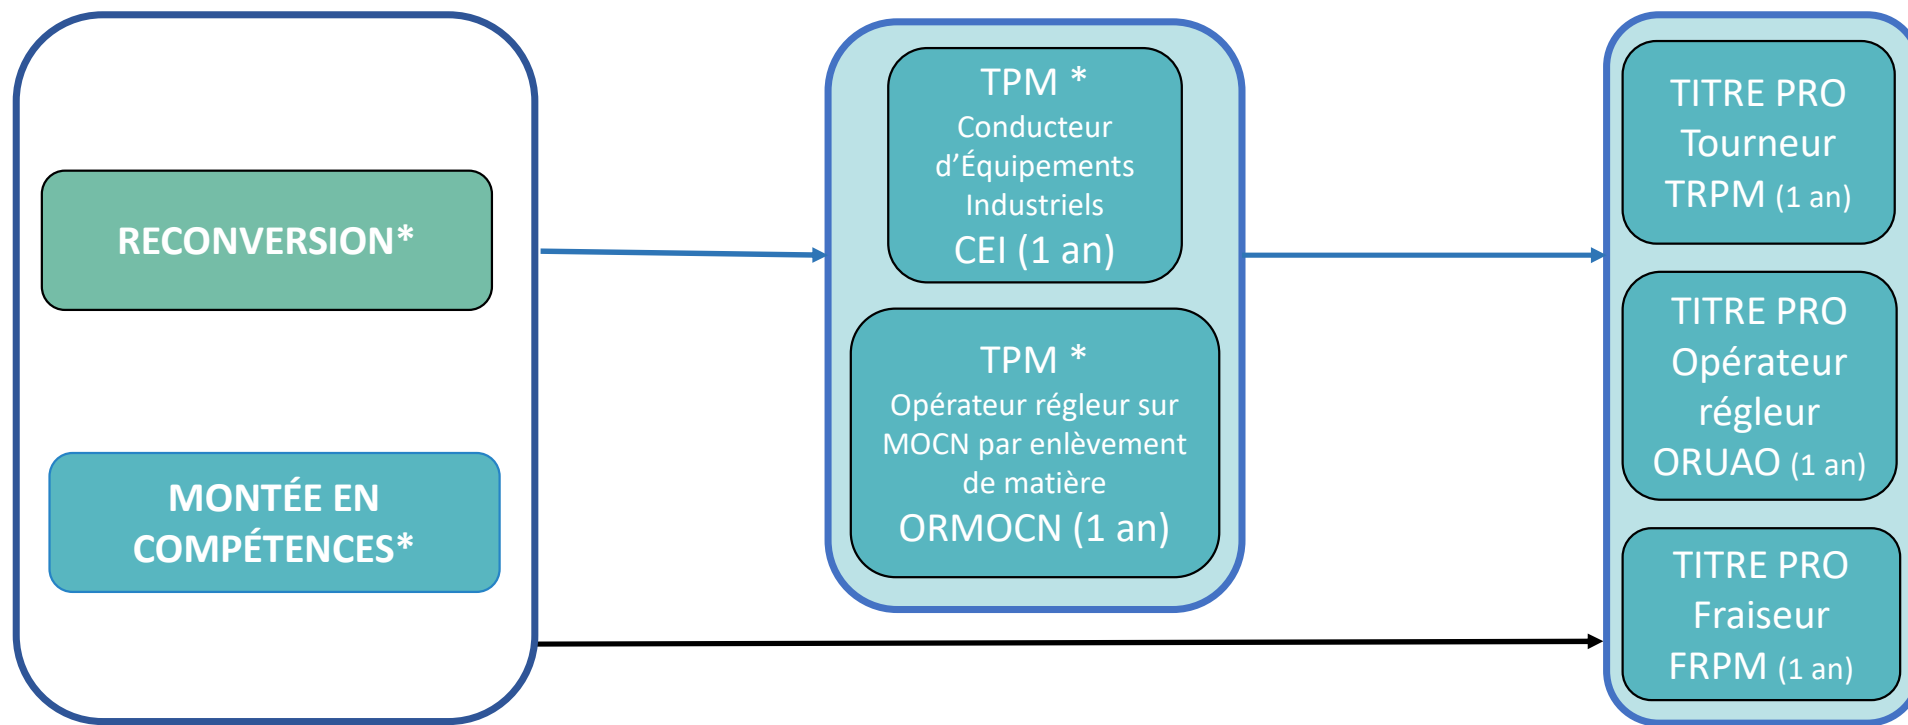 RECONVERSION*
MONTÉE EN
COMPÉTENCES*
TPM *
Conducteur
d’Équipements
Industriels
CEI (1 an)
TPM *
Opérateur régleur sur
MOCN par enlèvement
de matière
ORMOCN (1 an)
TITRE PRO
Tourneur
TRPM (1 an)
TITRE PRO
Opérateur
régleur
ORUAO (1 an)
TITRE PRO
Fraiseur
FRPM (1 an)